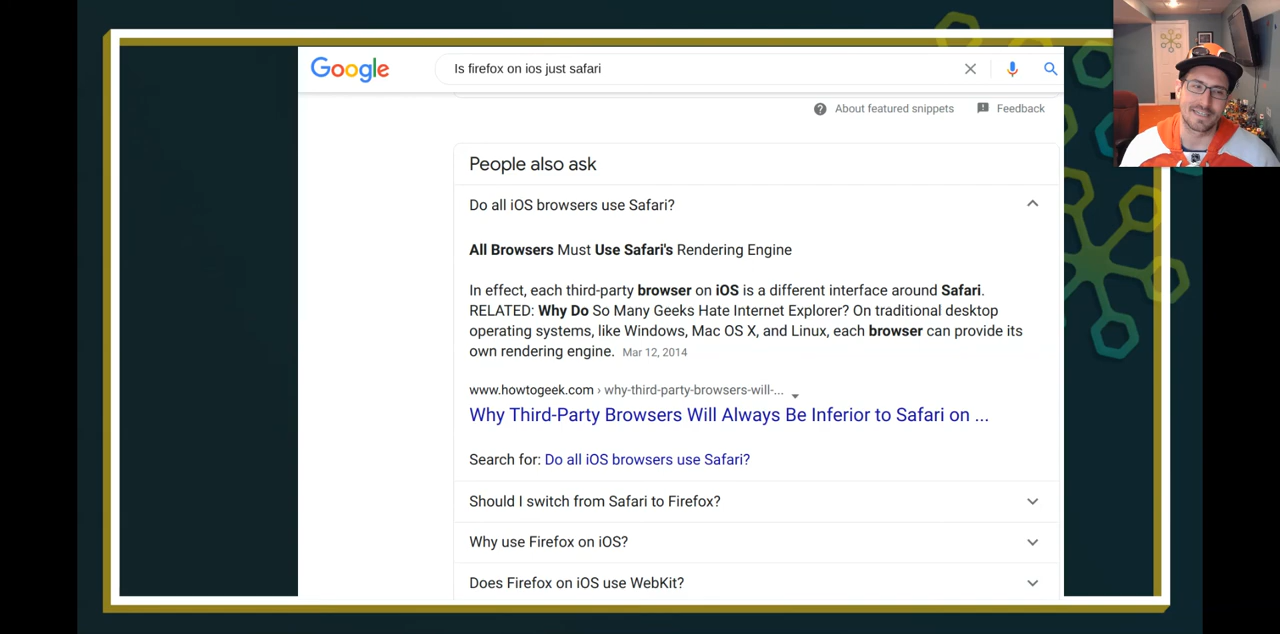 Google
Is firefox on ios just safari
About featured snippets
Feedback
People also ask
Do all iOS browsers use Safari?
All Browsers Must Use Safari's Rendering Engine
In effect, each third-party browser on iOS is a different interface around Safari.
RELATED: Why Do So Many Geeks Hate Internet Explorer? On traditional desktop
operating systems, like Windows, Mac OS X, and Linux, each browser can provide its
own rendering engine. Mar 12, 2014
www.howtogeek.com › why-third-party-browsers-will-...
Why Third-Party Browsers Will Always Be Inferior to Safari on ...
Search for: Do all iOS browsers use Safari?
Should I switch from Safari to Firefox?
Why use Firefox on iOS?
Does Firefox on iOS use WebKit?